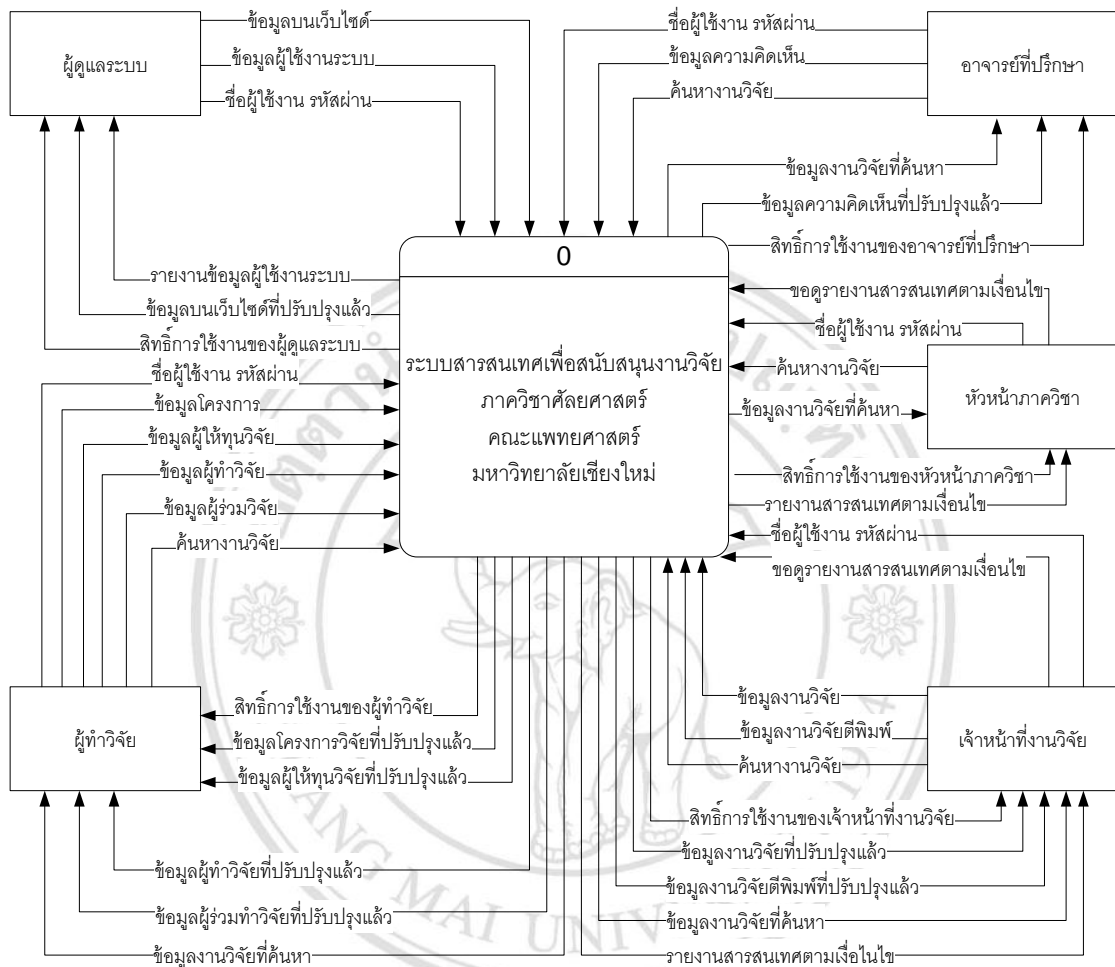 ข้อมูลบนเว็บไซด์
ข้อมูลผู้ใช้งานระบบ
ชื่อผู้ใช้งาน รหัสผ่าน
ผู้ดูแลระบบ
ชื่อผู้ใช้งาน รหัสผ่าน
ข้อมูลความคิดเห็น
ค้นหางานวิจัย
อาจารย์ที่ปรึกษา
ข้อมูลงานวิจัยที่ค้นหา
ข้อมูลความคิดเห็นที่ปรับปรุงแล้ว
สิทธิ์การใช้งานของอาจารย์ที่ปรึกษา
0
ระบบสารสนเทศเพื่อสนับสนุนงานวิจัย
ภาควิชาศัลยศาสตร์
คณะแพทยศาสตร์
มหาวิทยาลัยเชียงใหม่
รายงานข้อมูลผู้ใช้งานระบบ
ข้อมูลบนเว็บไซด์ที่ปรับปรุงแล้ว
สิทธิ์การใช้งานของผู้ดูแลระบบ
ชื่อผู้ใช้งาน รหัสผ่าน
ข้อมูลโครงการ
ข้อมูลผู้ให้ทุนวิจัย
ข้อมูลผู้ทำวิจัย
ข้อมูลผู้ร่วมวิจัย
ค้นหางานวิจัย
ขอดูรายงานสารสนเทศตามเงื่อนไข
ชื่อผู้ใช้งาน รหัสผ่าน
ค้นหางานวิจัย
ข้อมูลงานวิจัยที่ค้นหา
หัวหน้าภาควิชา
สิทธิ์การใช้งานของหัวหน้าภาควิชา
รายงานสารสนเทศตามเงื่อนไข
ชื่อผู้ใช้งาน รหัสผ่าน
ขอดูรายงานสารสนเทศตามเงื่อนไข
ผู้ทำวิจัย
สิทธิ์การใช้งานของผู้ทำวิจัย
ข้อมูลโครงการวิจัยที่ปรับปรุงแล้ว
ข้อมูลผู้ให้ทุนวิจัยที่ปรับปรุงแล้ว
ข้อมูลผู้ทำวิจัยที่ปรับปรุงแล้ว
ข้อมูลผู้ร่วมทำวิจัยที่ปรับปรุงแล้ว
ข้อมูลงานวิจัยที่ค้นหา
ข้อมูลงานวิจัย
ข้อมูลงานวิจัยตีพิมพ์
ค้นหางานวิจัย
เจ้าหน้าที่งานวิจัย
สิทธิ์การใช้งานของเจ้าหน้าที่งานวิจัย
ข้อมูลงานวิจัยที่ปรับปรุงแล้ว
ข้อมูลงานวิจัยตีพิมพ์ที่ปรับปรุงแล้ว
ข้อมูลงานวิจัยที่ค้นหา
รายงานสารสนเทศตามเงื่อไนไข
ANG MAI UNIV